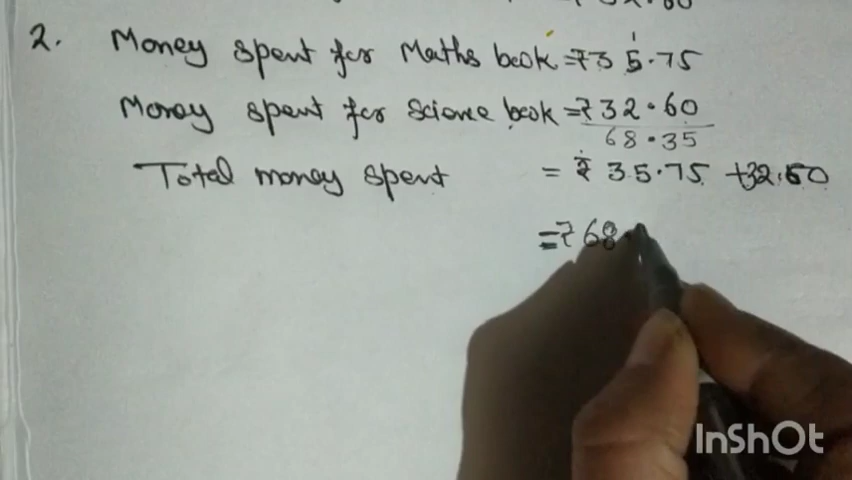 2. Money spent for Maths book = ₹35.75
Money spent for Science book = ₹32.60
68.35
Total money spent = ₹ 35.75 + 32.60
= ₹68.
InShOt